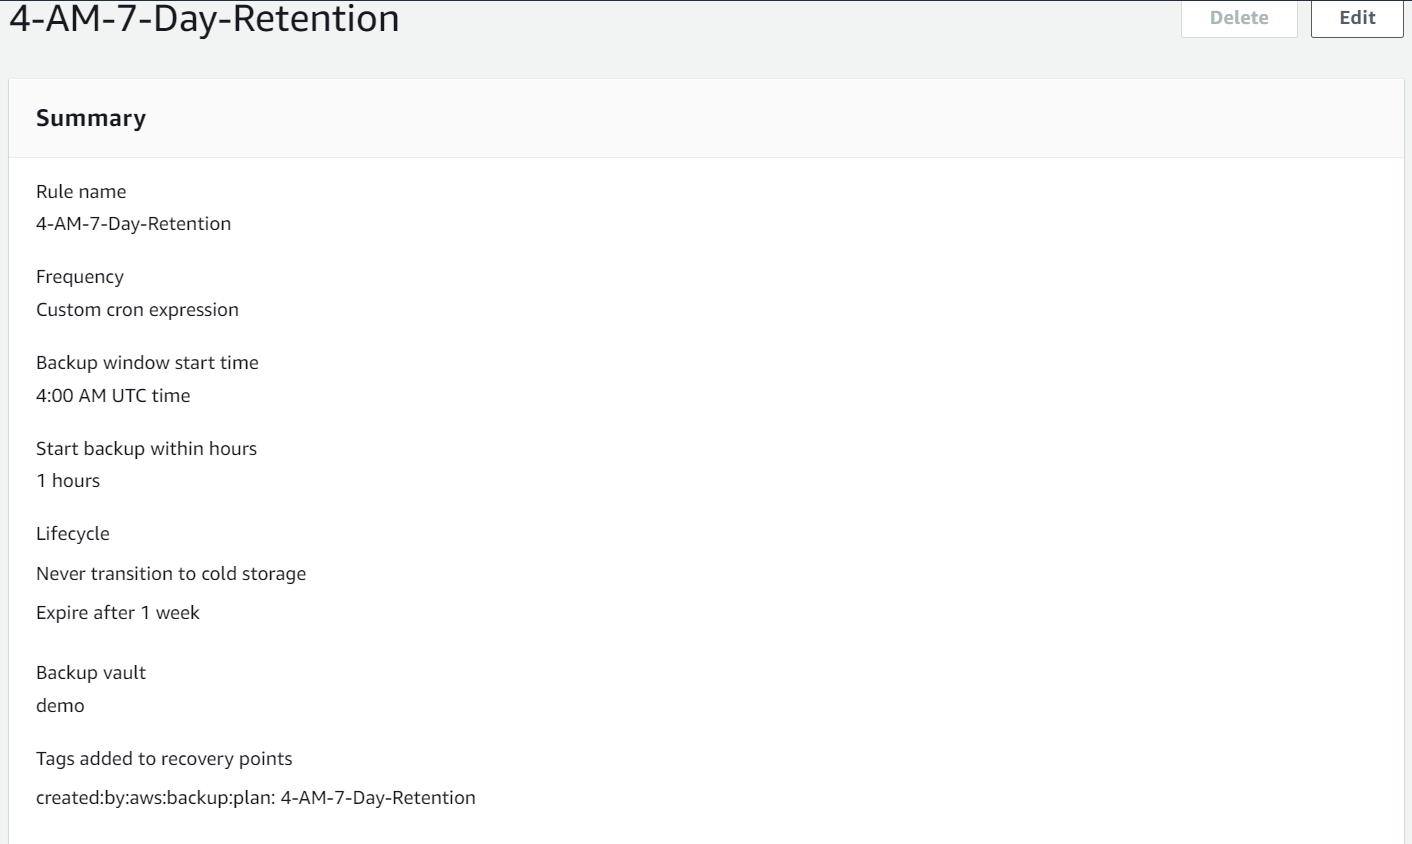 4-AM-7-Day-Retention
Delete
Edit
Summary
Rule name
4-AM-7-Day-Retention
Frequency
Custom cron expression
Backup window start time
4:00 AM UTC time
Start backup within hours
1 hours
Lifecycle
Never transition to cold storage
Expire after 1 week
Backup vault
demo
Tags added to recovery points
created:by:aws:backup:plan: 4-AM-7-Day-Retention